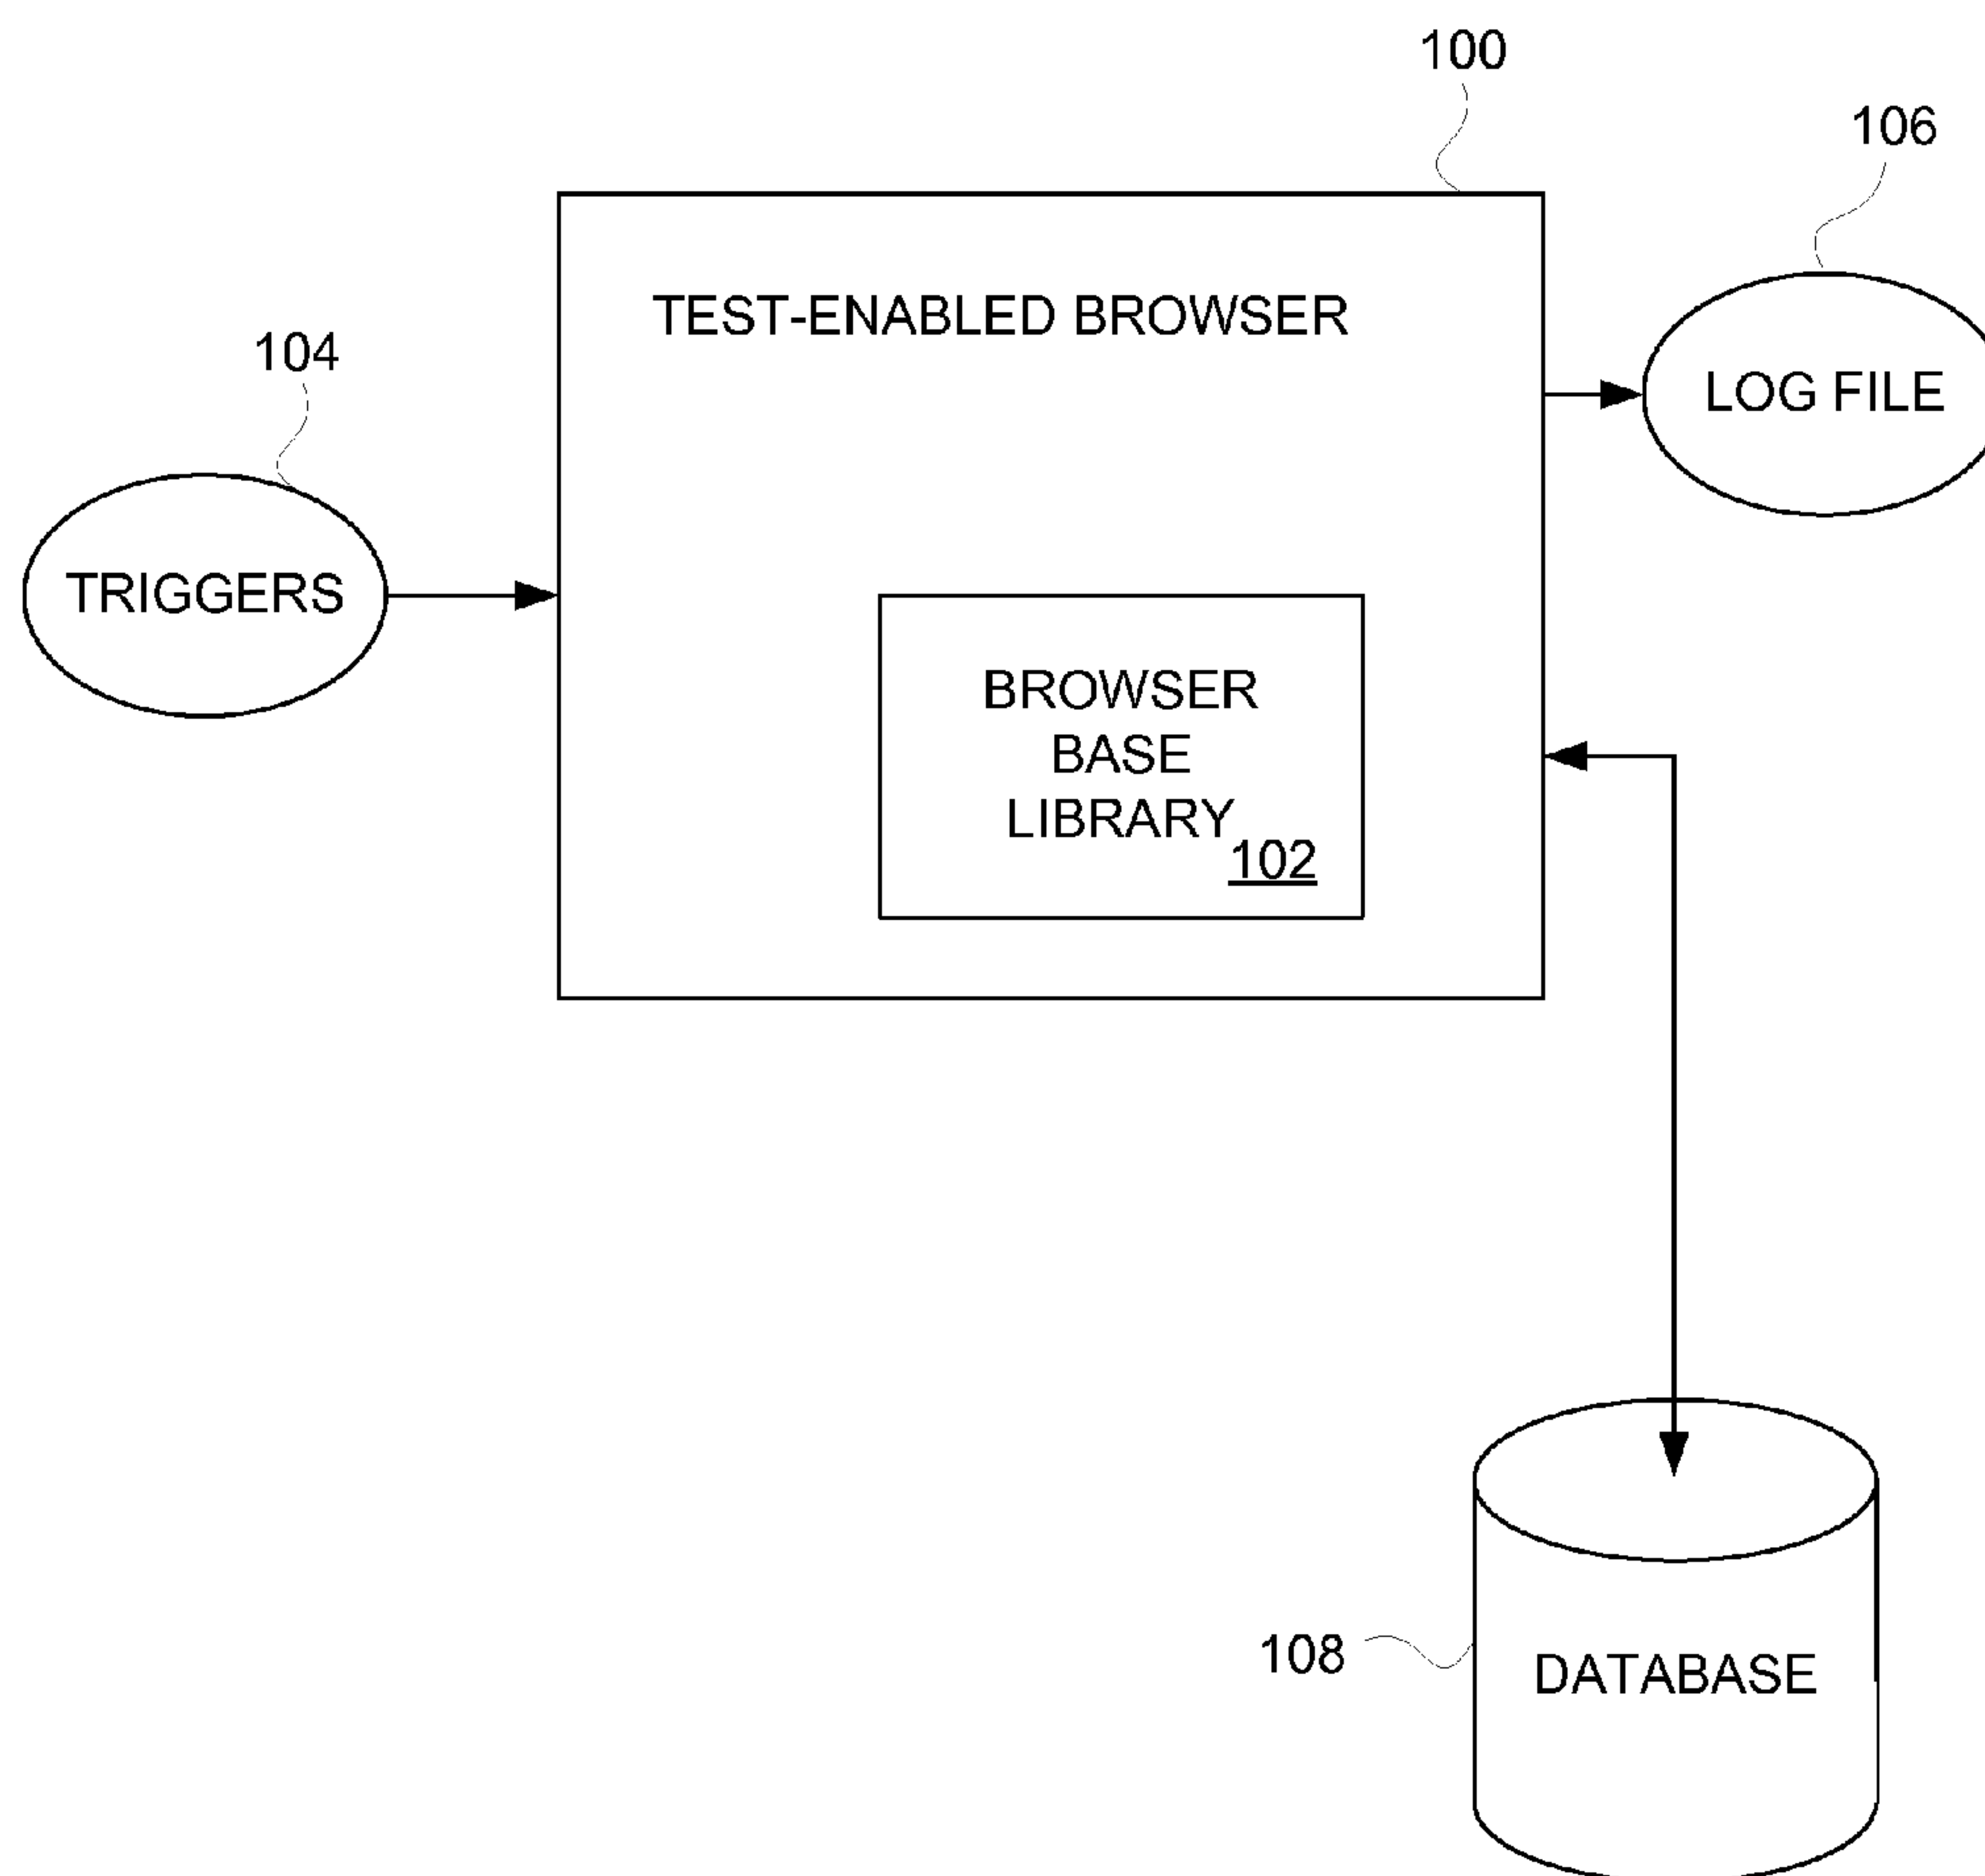 100
106
TEST-ENABLED BROWSER
104
LOG FILE
TRIGGERS
BROWSER
BASE
LIBRARY
102
108
DATABASE